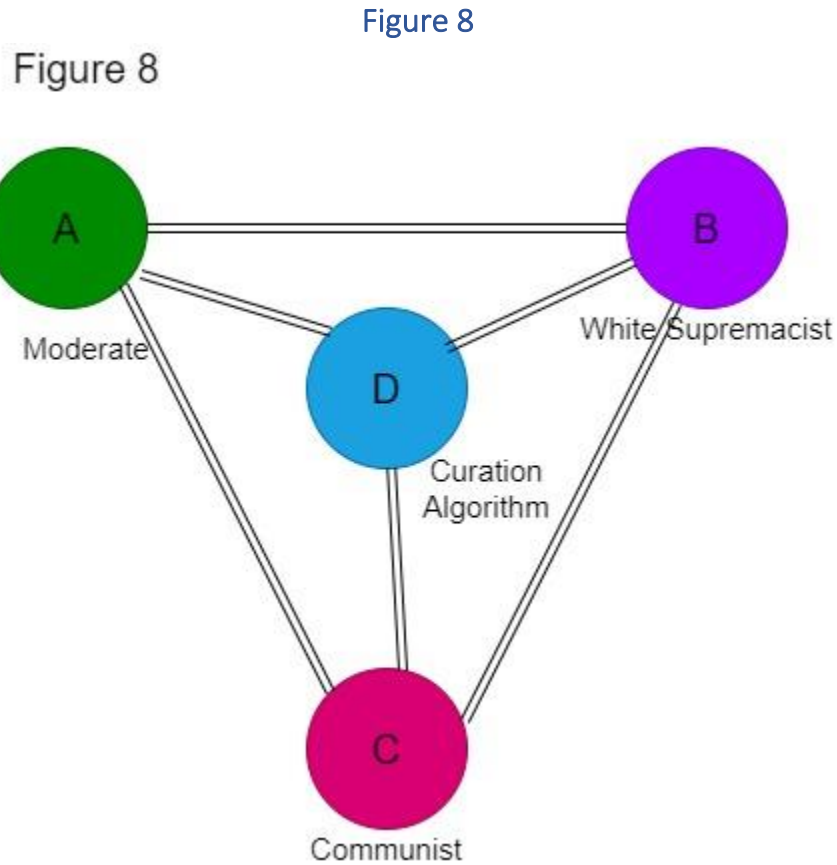 Figure 8
Figure 8
A
B
Moderate
White Supremacist
D
Curation
Algorithm
C
Communist